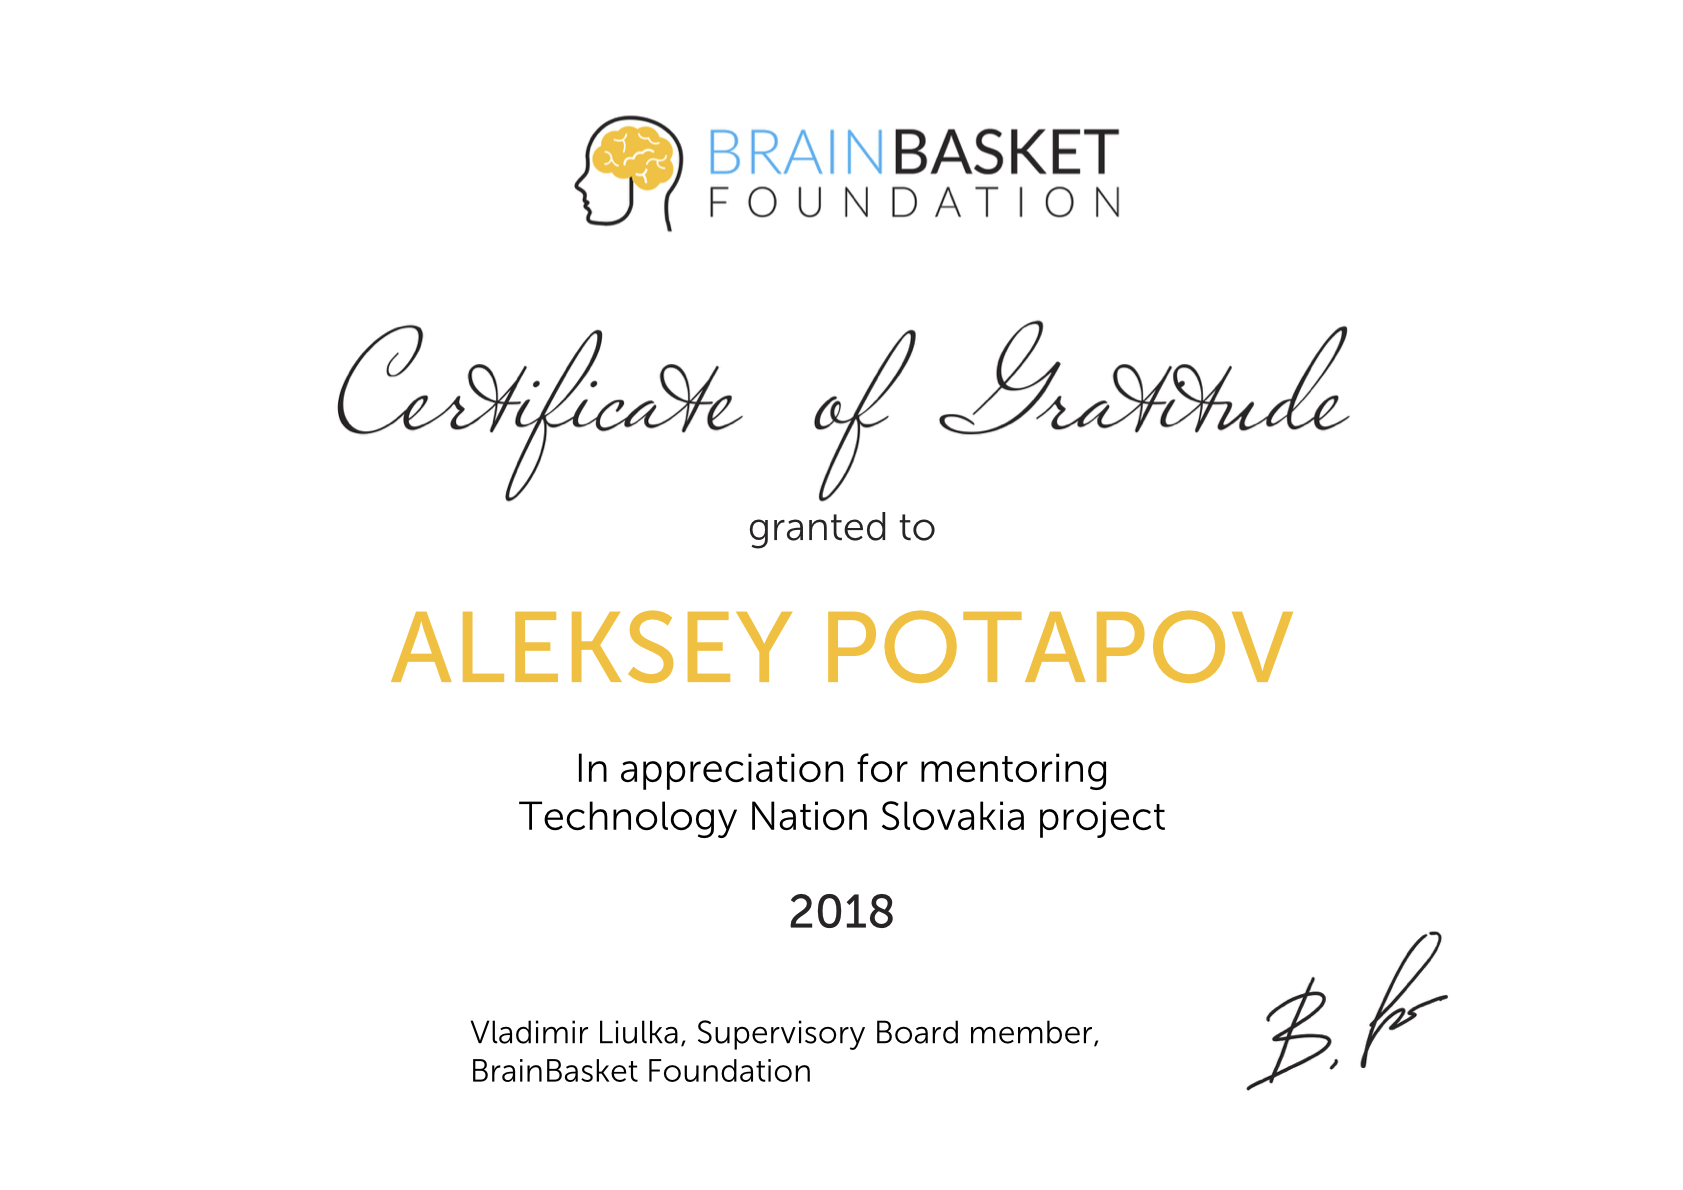 BRAINBASKET
FOUNDATION
Certificate of Gratitude
granted to
ALEKSEY POTAPOV
In appreciation for mentoring
Technology Nation Slovakia project
2018
Vladimir Liulka, Supervisory Board member,
BrainBasket Foundation